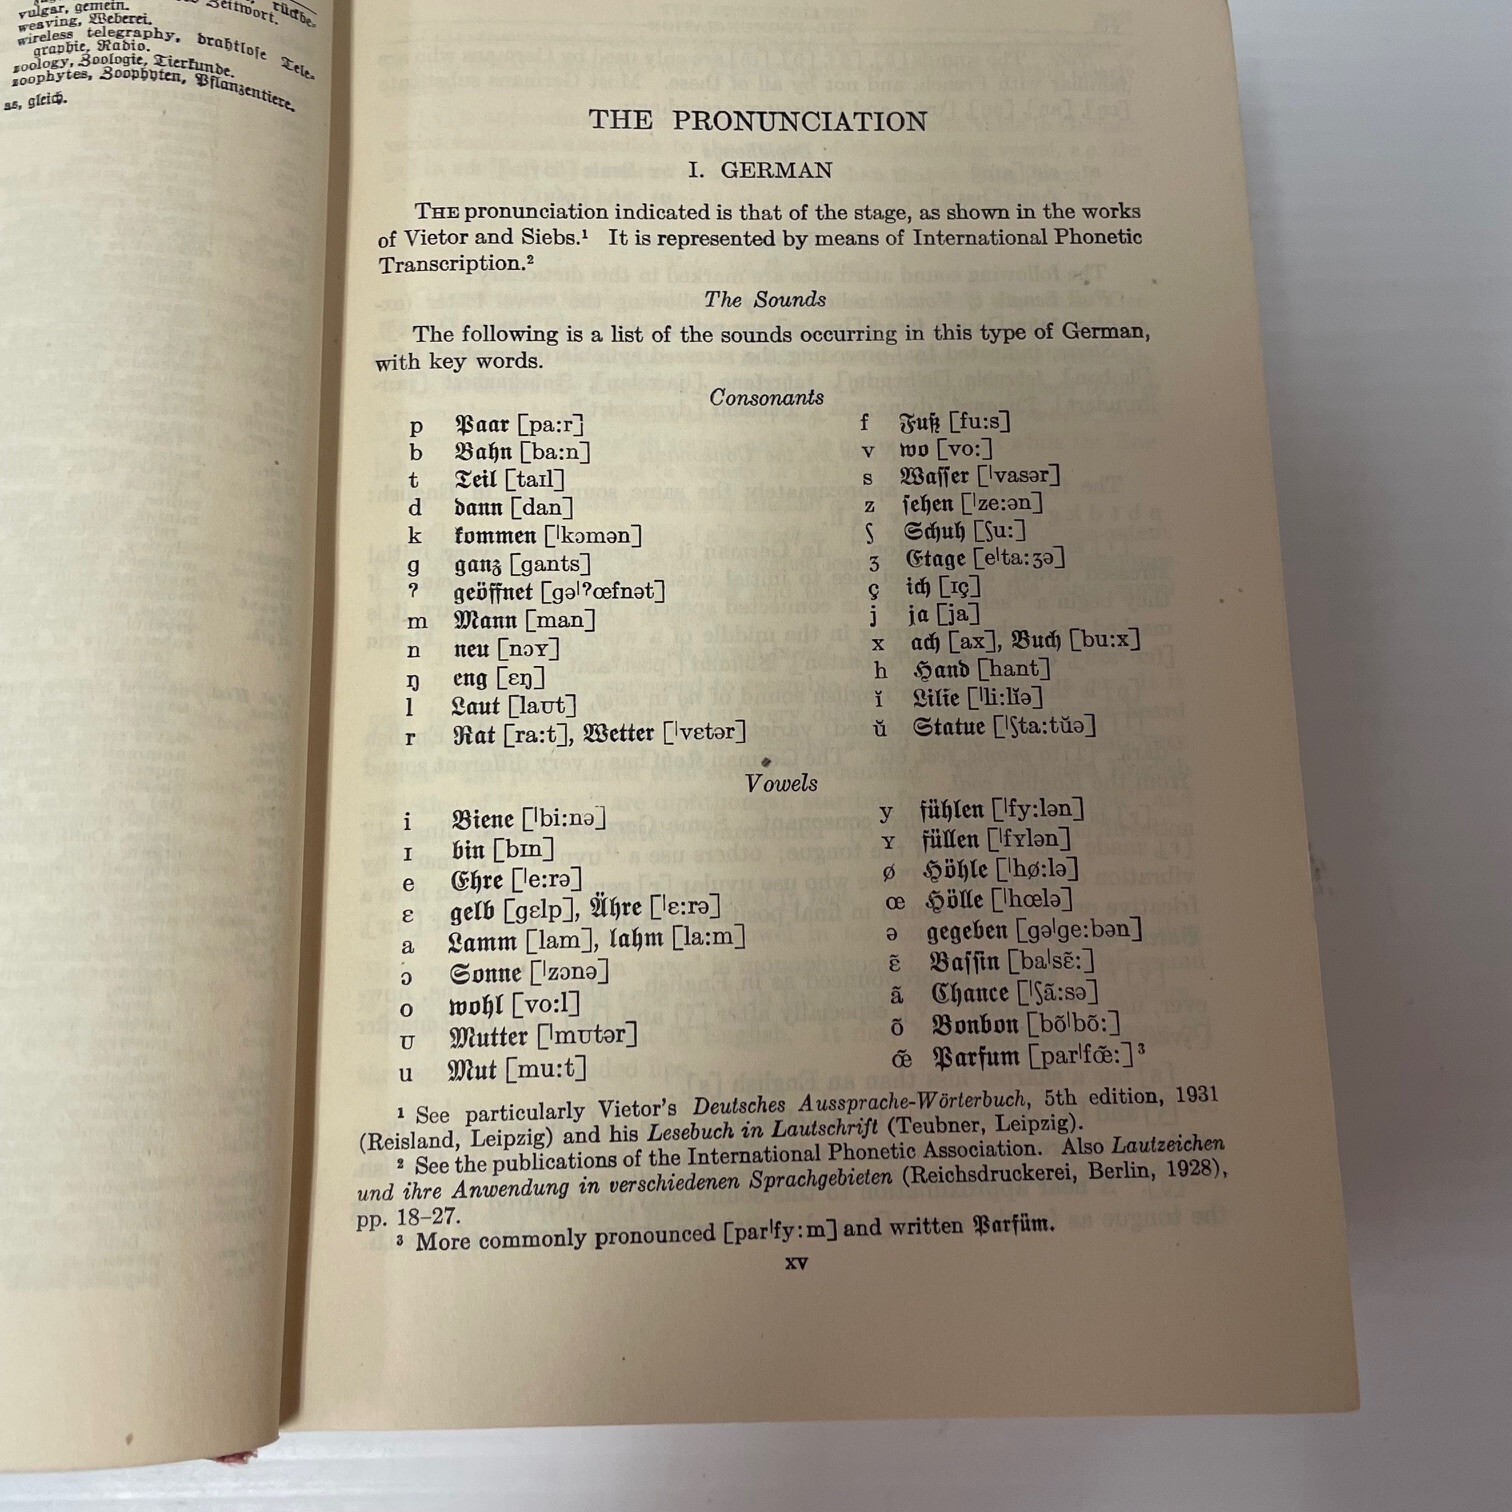 rückbe-
Zeitwort.
vulgar, gemein.
weaving, Weberei.
wireless telegraphy, drahtlose Tele-
graphie, Radio.
zoology, Zoologie, Tierkunde.
zoophytes, Zoophyten, Pflanzentiere.
as, gleich.
THE PRONUNCIATION
I. GERMAN
THE pronunciation indicated is that of the stage, as shown in the works
of Vietor and Siebs.¹ It is represented by means of International Phonetic
Transcription.²
The Sounds
The following is a list of the sounds occurring in this type of German,
with key words.
Consonants
p Paar [pa:r]
b Bahn [ba:n]
t Teil [taɪl]
d dann [dan]
k kommen [ˈkɔmən]
g ganz [gants]
ʔ geöffnet [gəˈʔœfnət]
m Mann [man]
n neu [nɔʏ]
ŋ eng [ɛŋ]
l Laut [laʊt]
r Rat [ra:t], Wetter [ˈvɛtər]
f Fuß [fu:s]
v wo [vo:]
s Wasser [ˈvasər]
z sehen [ˈze:ən]
ʃ Schuh [ʃu:]
ʒ Etage [eˈta:ʒə]
ç ich [ɪç]
j ja [ja]
x ach [ax], Buch [bu:x]
h Hand [hant]
ĭ Lilie [ˈli:lĭə]
ŭ Statue [ˈʃta:tŭə]
Vowels
i Biene [ˈbi:nə]
ɪ bin [bɪn]
e Ehre [ˈe:rə]
ɛ gelb [gɛlp], Ähre [ˈɛ:rə]
a Lamm [lam], lahm [la:m]
ɔ Sonne [ˈzɔnə]
o wohl [vo:l]
ʊ Mutter [ˈmʊtər]
u Mut [mu:t]
y fühlen [ˈfy:lən]
ʏ füllen [ˈfʏlən]
ø Höhle [ˈhø:lə]
œ Hölle [ˈhœlə]
ə gegeben [gəˈge:bən]
ɛ̃ Bassin [baˈsɛ̃:]
ã Chance [ˈʃã:sə]
õ Bonbon [bõˈbõ:]
œ̃ Parfum [parˈfœ̃:]³
¹ See particularly Vietor's Deutsches Aussprache-Wörterbuch, 5th edition, 1931
(Reisland, Leipzig) and his Lesebuch in Lautschrift (Teubner, Leipzig).
² See the publications of the International Phonetic Association. Also Lautzeichen
und ihre Anwendung in verschiedenen Sprachgebieten (Reichsdruckerei, Berlin, 1928),
pp. 18–27.
³ More commonly pronounced [parˈfy:m] and written Parfüm.
xv